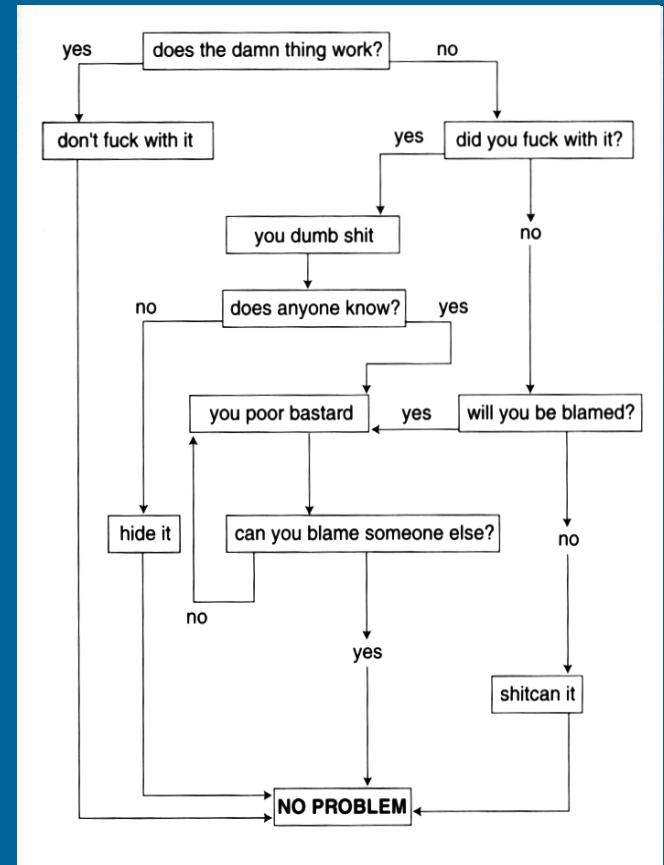 yes
does the damn thing work?
no
don't fuck with it
yes
did you fuck with it?
you dumb shit
no
no
does anyone know?
yes
you poor bastard
yes
will you be blamed?
hide it
can you blame someone else?
no
no
yes
shitcan it
NO PROBLEM